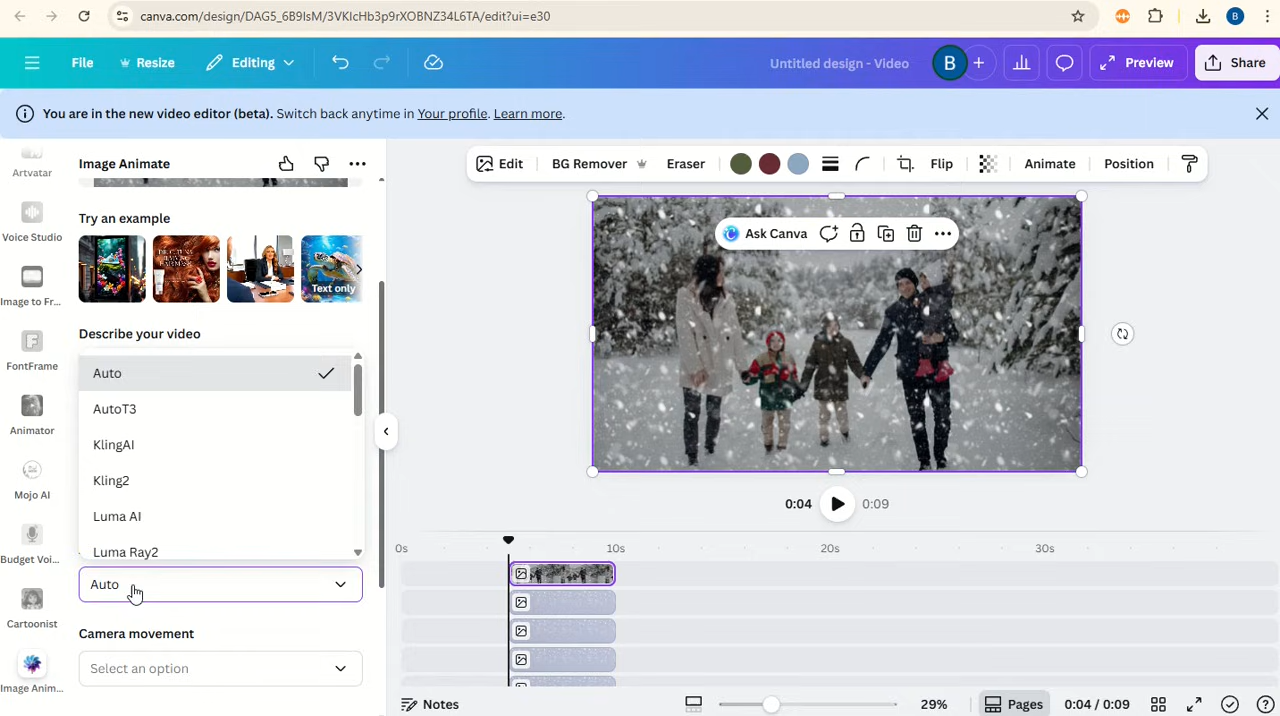 canva.com/design/DAG5_6B9IsM/3VKIcHb3p9rXOBNZ34L6TA/edit?ui=e30
B
File
Resize
Editing
Untitled design - Video
B
Preview
Share
You are in the new video editor (beta). Switch back anytime in Your profile. Learn more.
Artvatar
Voice Studio
Image to Fr...
FontFrame
Animator
Mojo AI
Budget Voi...
Cartoonist
Image Anim...
Image Animate
Try an example
Text only
Describe your video
Auto
AutoT3
KlingAI
Kling2
Luma AI
Luma Ray2
Auto
Camera movement
Select an option
Edit
BG Remover
Eraser
Flip
Animate
Position
Ask Canva
0:04
0:09
0s
10s
20s
30s
Notes
29%
Pages
0:04 / 0:09